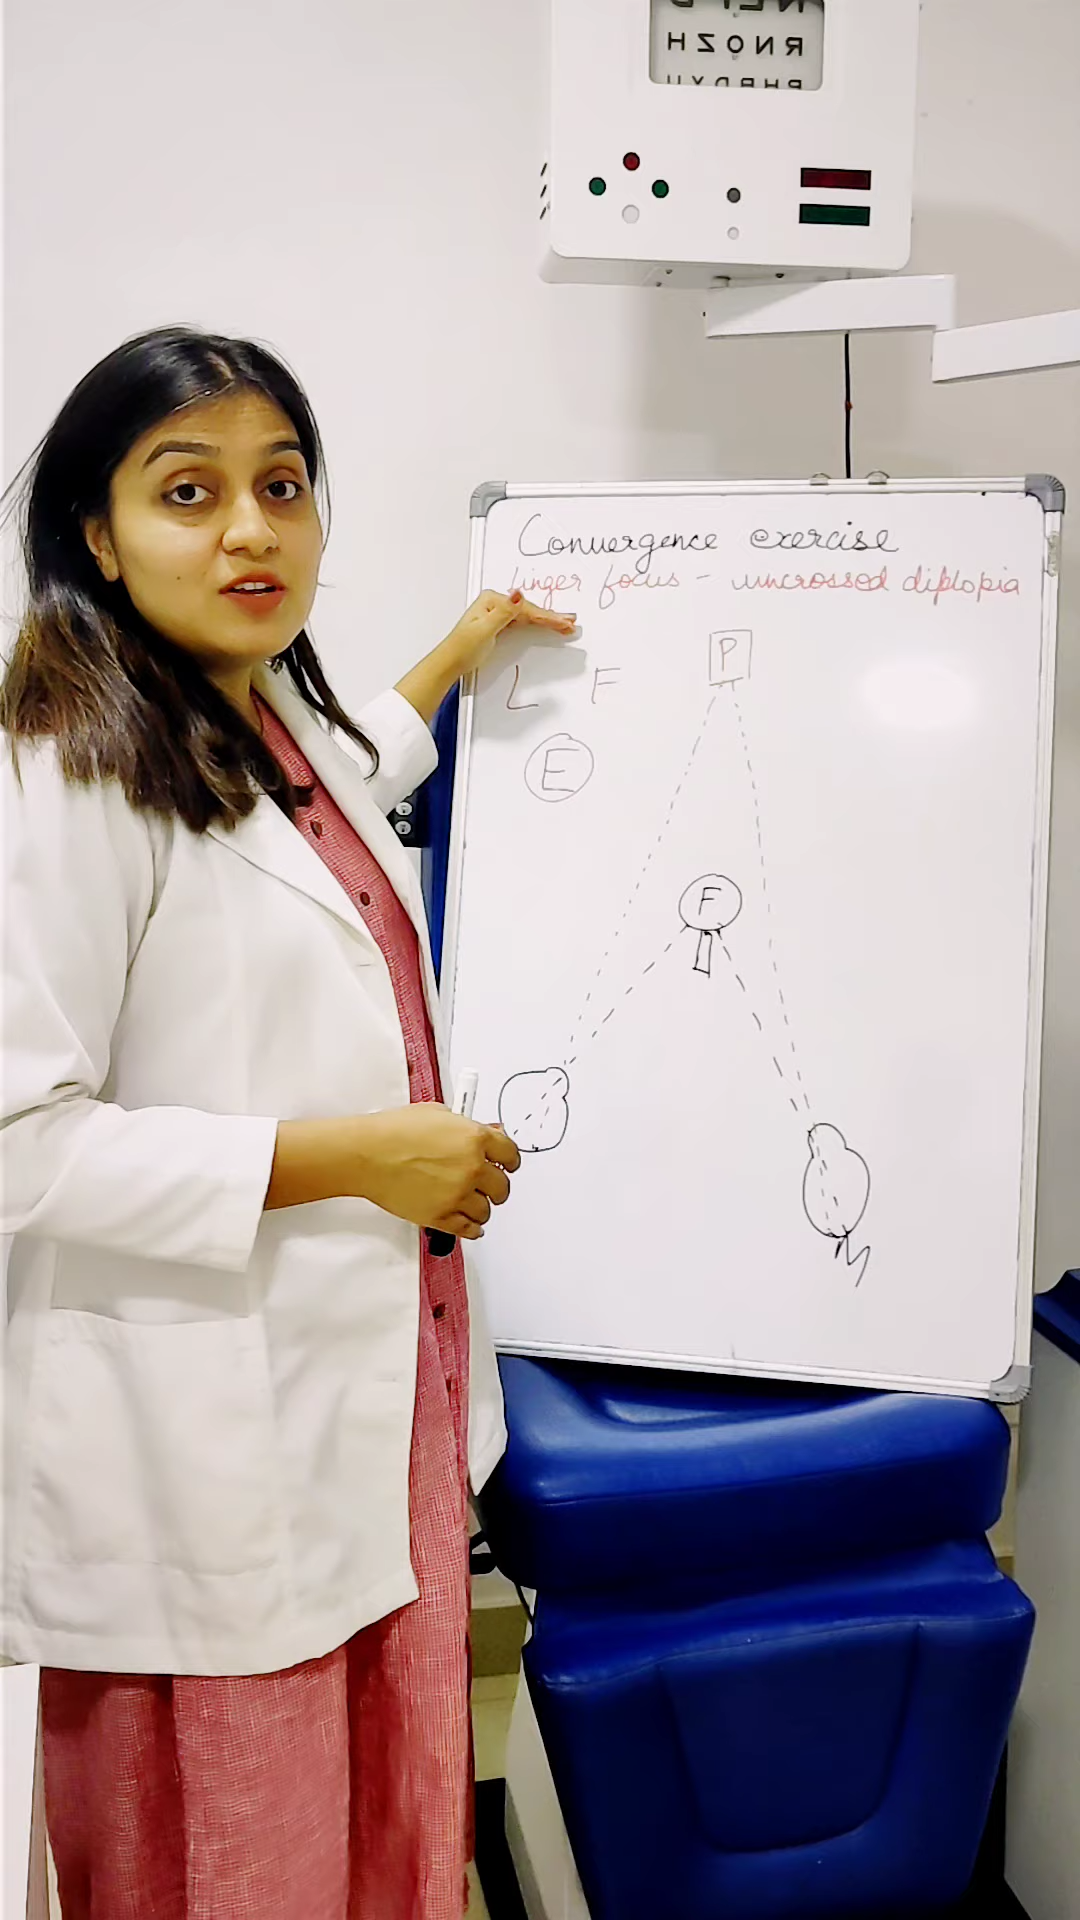 RNOZH
Convergence exercise
finger focus - uncrossed diplopia
L F
P
E
F